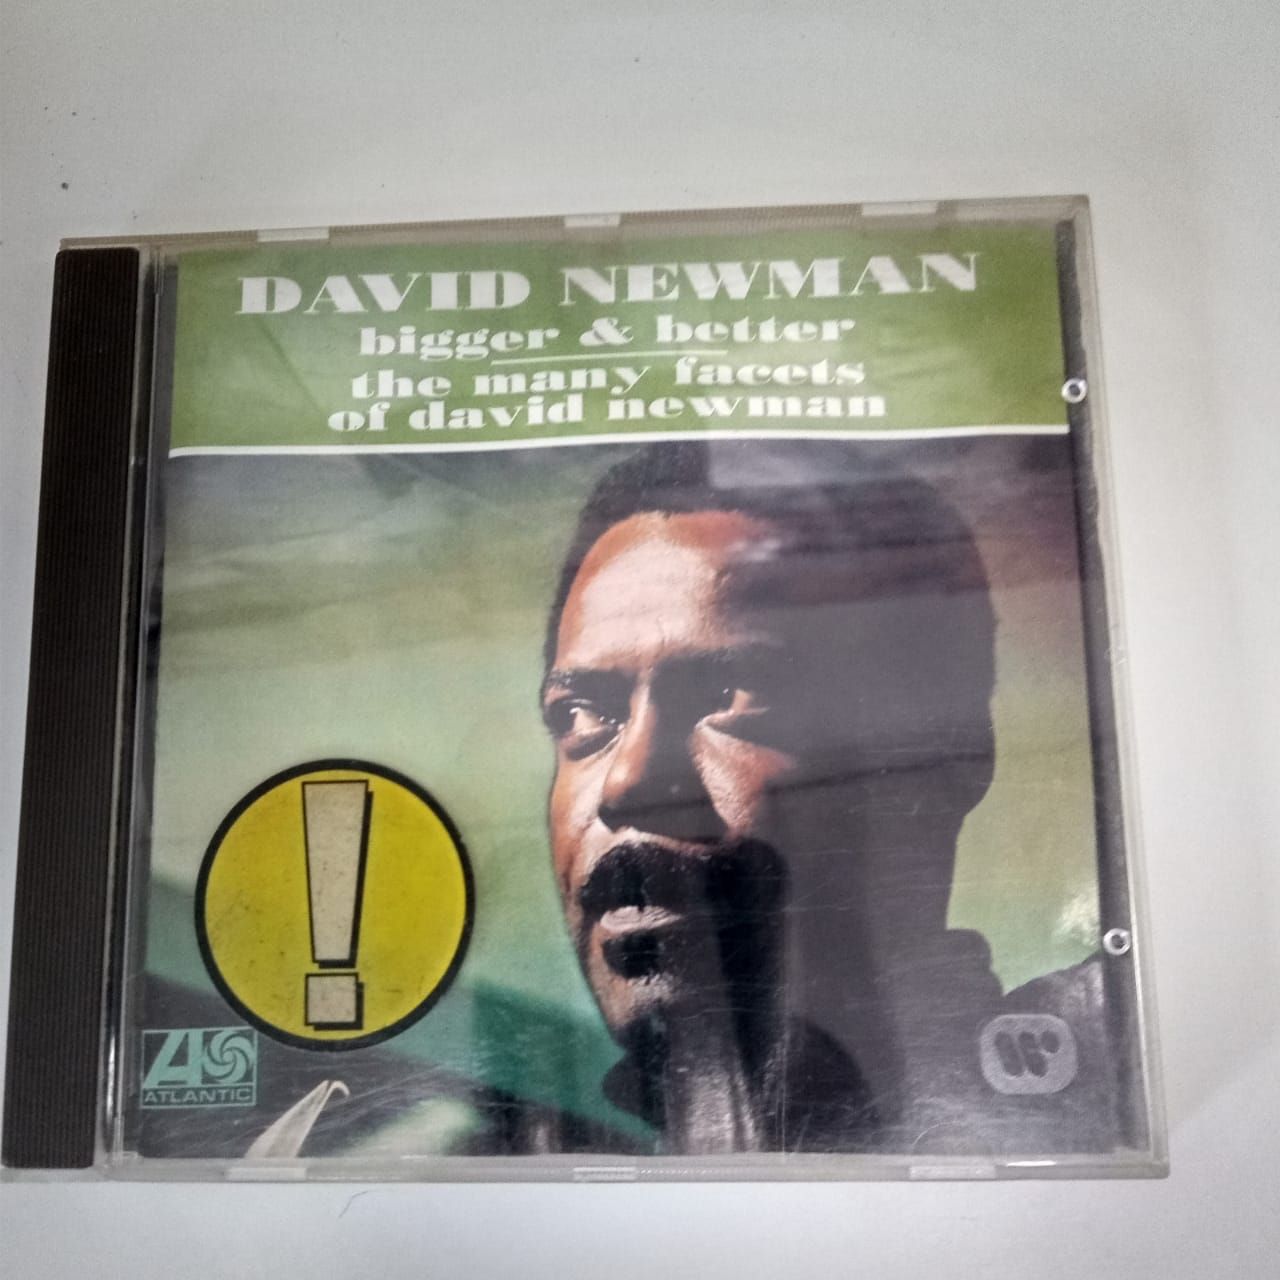 DAVID NEWMAN
bigger & better
the many facets
of david newman
!
ATLANTIC